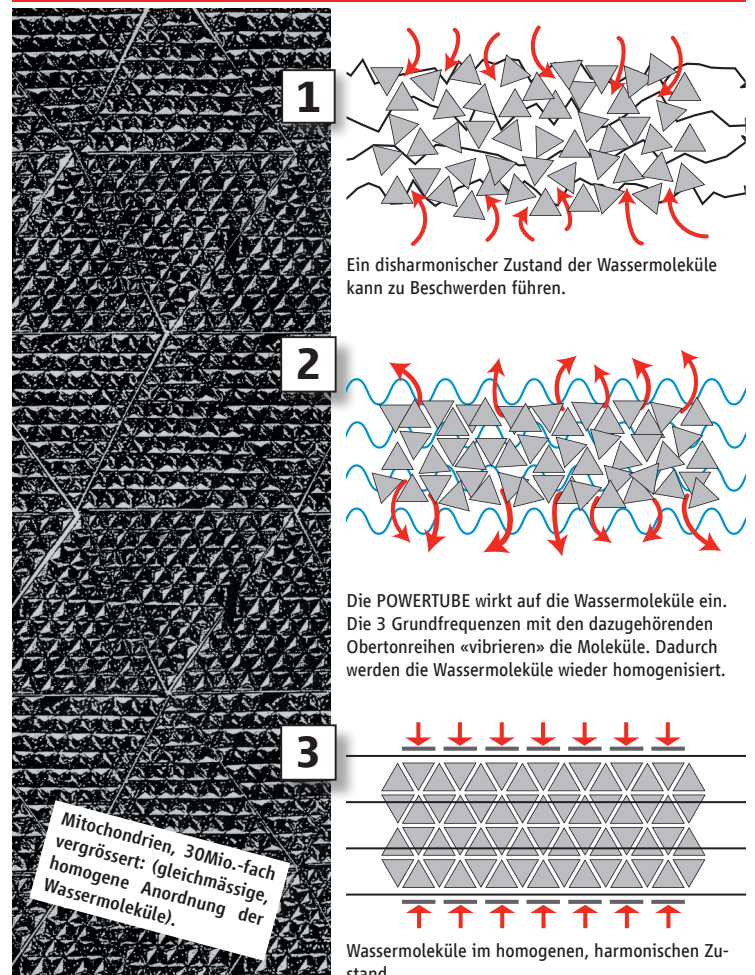 1
Ein disharmonischer Zustand der Wassermoleküle
kann zu Beschwerden führen.
2
Die POWERTUBE wirkt auf die Wassermoleküle ein.
Die 3 Grundfrequenzen mit den dazugehörenden
Obertonreihen «vibrieren» die Moleküle. Dadurch
werden die Wassermoleküle wieder homogenisiert.
3
Mitochondrien, 30Mio.-fach
vergrössert: (gleichmässige,
homogene Anordnung der
Wassermoleküle).
Wassermoleküle im homogenen, harmonischen Zu-
stand